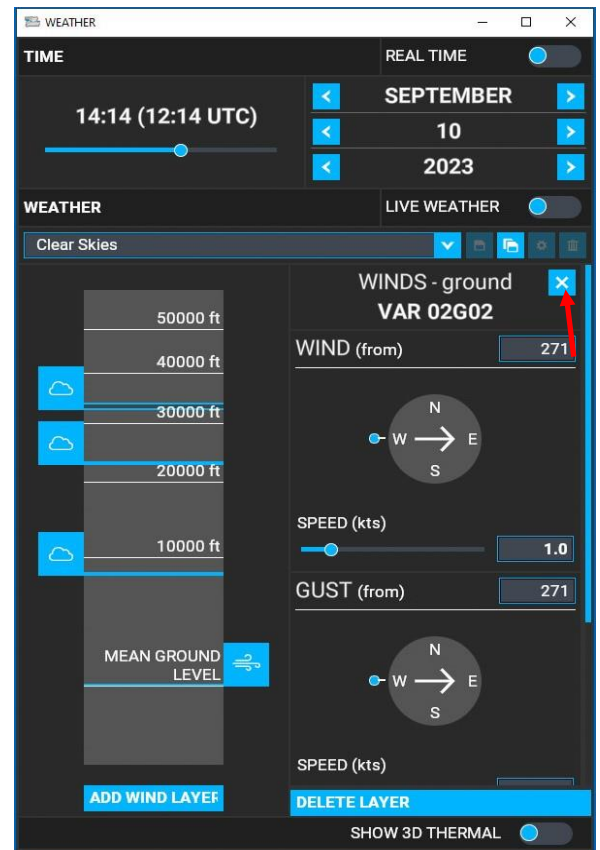 WEATHER
TIME
REAL TIME
14:14 (12:14 UTC)
SEPTEMBER
10
2023
WEATHER
LIVE WEATHER
Clear Skies
50000 ft
40000 ft
30000 ft
20000 ft
10000 ft
MEAN GROUND
LEVEL
ADD WIND LAYER
WINDS - ground
VAR 02G02
WIND (from) 271
N
W E
S
SPEED (kts)
1.0
GUST (from) 271
N
W E
S
SPEED (kts)
DELETE LAYER
SHOW 3D THERMAL